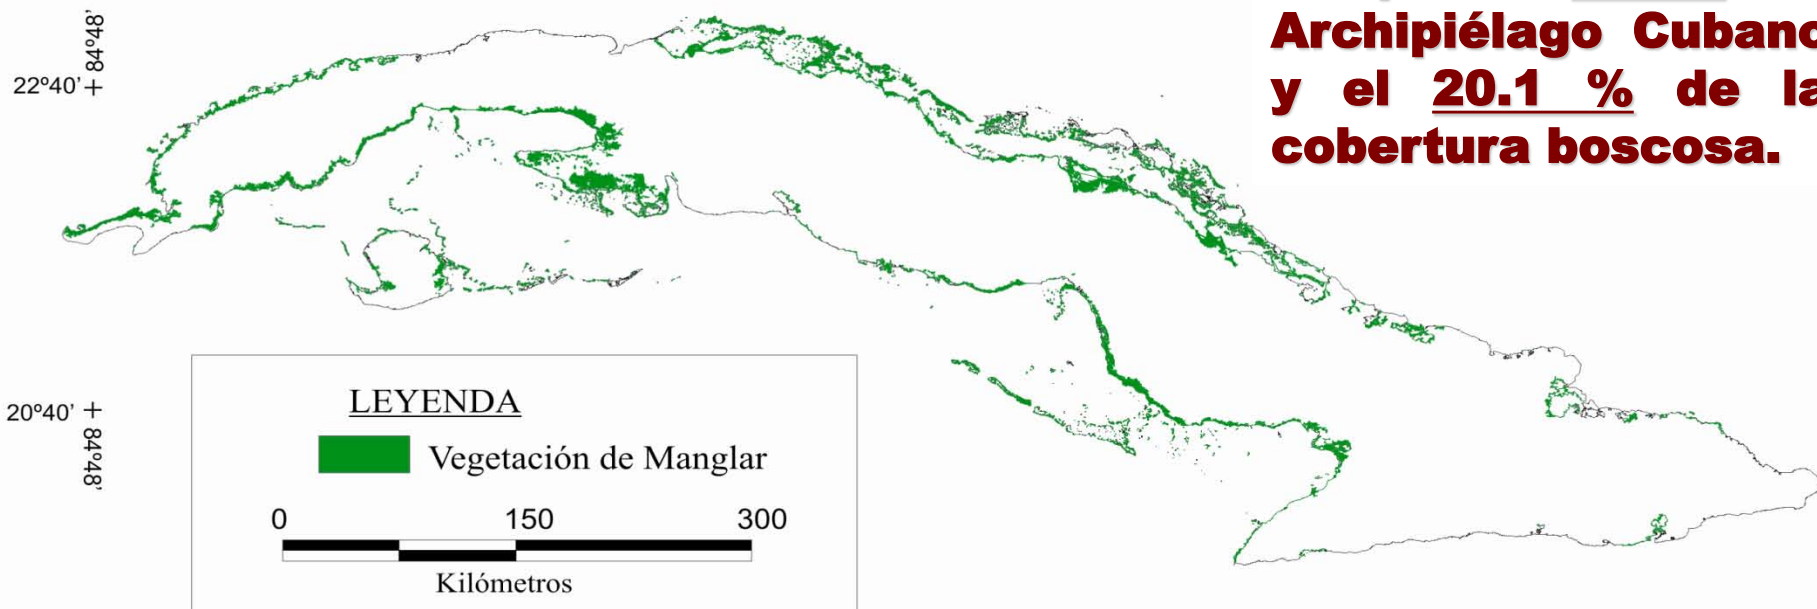 Archipiélago Cubano
y el 20.1 % de la
cobertura boscosa.
84º48'
22º40'
20º40'
84º48'
LEYENDA
Vegetación de Manglar
0 150 300
Kilómetros